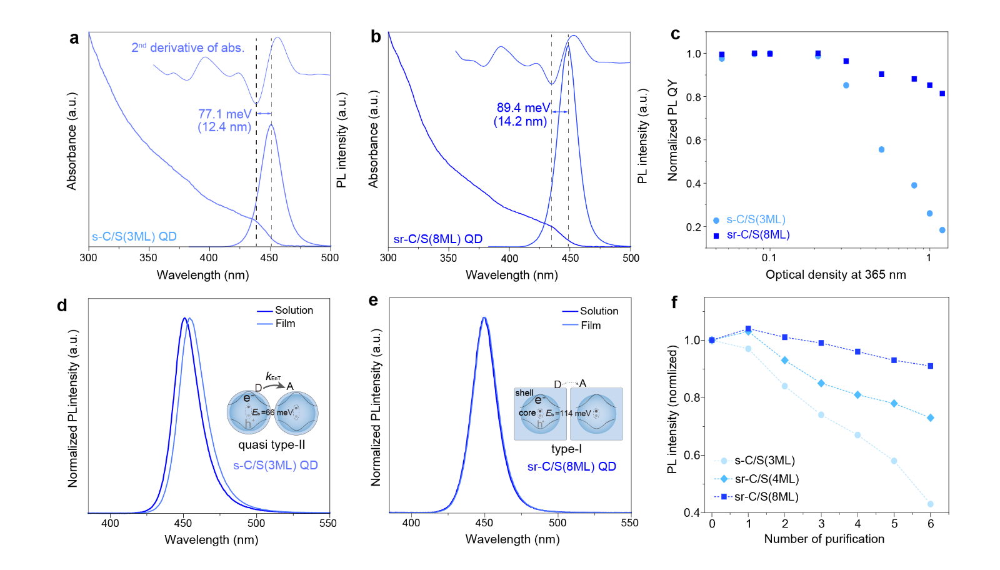 a
2nd derivative of abs.
77.1 meV
(12.4 nm)
s-C/S(3ML) QD
Absorbance (a.u.)
PL intensity (a.u.)
300
350
400
450
500
Wavelength (nm)
b
89.4 meV
(14.2 nm)
sr-C/S(8ML) QD
Absorbance (a.u.)
PL intensity (a.u.)
300
350
400
450
500
Wavelength (nm)
c
Normalized PL QY
1.0
0.8
0.6
0.4
0.2
s-C/S(3ML)
sr-C/S(8ML)
0.1
1
Optical density at 365 nm
d
Solution
Film
Normalized PLintensity (a.u.)
kEnT
D
A
e-
Eb=66 meV
h+
quasi type-II
s-C/S(3ML) QD
400
450
500
550
Wavelength (nm)
e
Solution
Film
Normalized PLintensity (a.u.)
D
A
shell
e-
core
Eb=114 meV
h+
type-I
sr-C/S(8ML) QD
400
450
500
550
Wavelength (nm)
f
PL intensity (normlized)
1.0
0.8
0.6
0.4
s-C/S(3ML)
sr-C/S(4ML)
sr-C/S(8ML)
0
1
2
3
4
5
6
Number of purification